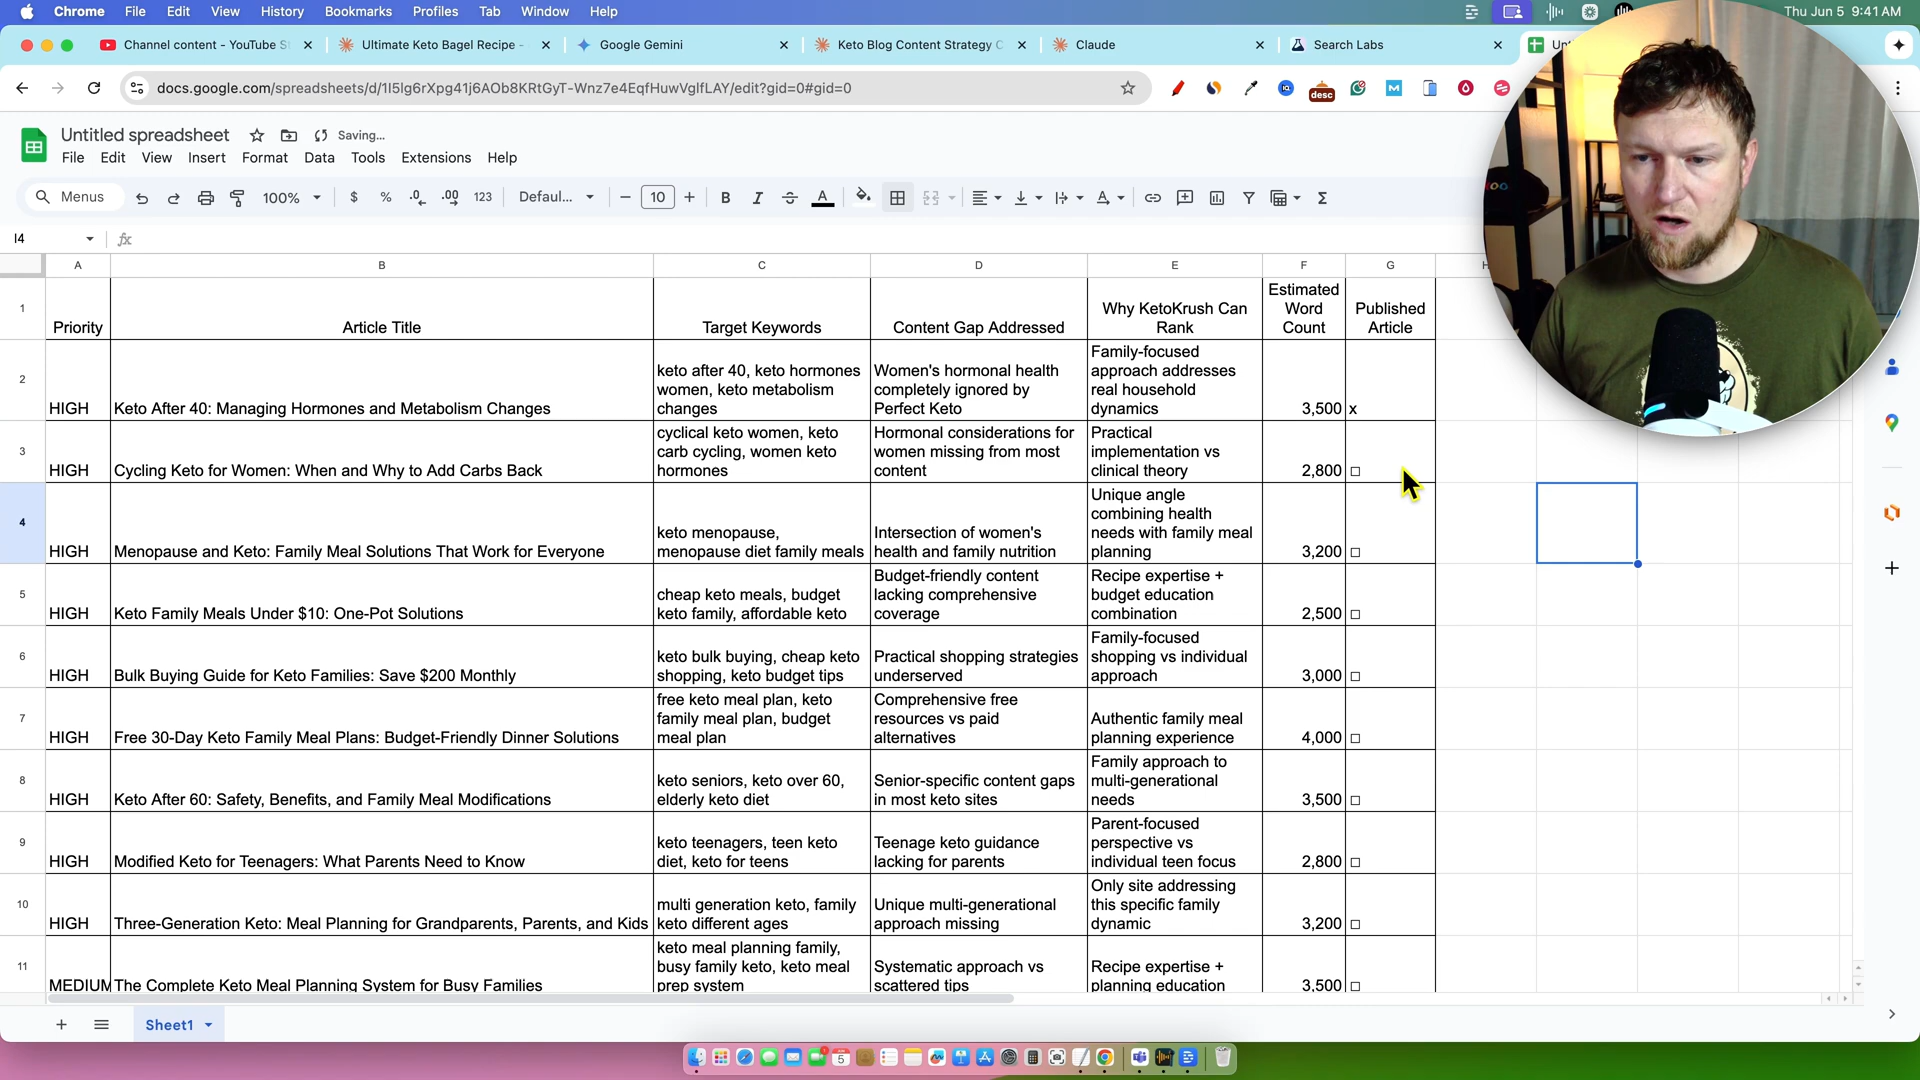 Chrome File Edit View History Bookmarks Profiles Tab Window Help Thu Jun 5 9:41 AM
Channel content - YouTube S Ultimate Keto Bagel Recipe - Google Gemini Keto Blog Content Strategy C Claude Search Labs
docs.google.com/spreadsheets/d/1I5Ig6rXpg41j6AOb8KRtGyT-Wnz7e4EqfHuwVglfLAY/edit?gid=0#gid=0
desc
Untitled spreadsheet Saving...
File Edit View Insert Format Data Tools Extensions Help
Menus 100% $ % .0 .00 123 Defaul... 10 B I A
I4 fx
A B C D E F G
1 Priority Article Title Target Keywords Content Gap Addressed Why KetoKrush Can Rank Estimated Word Count Published Article
2 HIGH Keto After 40: Managing Hormones and Metabolism Changes keto after 40, keto hormones women, keto metabolism changes Women's hormonal health completely ignored by Perfect Keto Family-focused approach addresses real household dynamics 3,500 x
3 HIGH Cycling Keto for Women: When and Why to Add Carbs Back cyclical keto women, keto carb cycling, women keto hormones Hormonal considerations for women missing from most content Practical implementation vs clinical theory 2,800 □
4 HIGH Menopause and Keto: Family Meal Solutions That Work for Everyone keto menopause, menopause diet family meals Intersection of women's health and family nutrition Unique angle combining health needs with family meal planning 3,200 □
5 HIGH Keto Family Meals Under $10: One-Pot Solutions cheap keto meals, budget keto family, affordable keto Budget-friendly content lacking comprehensive coverage Recipe expertise + budget education combination 2,500 □
6 HIGH Bulk Buying Guide for Keto Families: Save $200 Monthly keto bulk buying, cheap keto shopping, keto budget tips Practical shopping strategies underserved Family-focused shopping vs individual approach 3,000 □
7 HIGH Free 30-Day Keto Family Meal Plans: Budget-Friendly Dinner Solutions free keto meal plan, keto family meal plan, budget meal plan Comprehensive free resources vs paid alternatives Authentic family meal planning experience 4,000 □
8 HIGH Keto After 60: Safety, Benefits, and Family Meal Modifications keto seniors, keto over 60, elderly keto diet Senior-specific content gaps in most keto sites Family approach to multi-generational needs 3,500 □
9 HIGH Modified Keto for Teenagers: What Parents Need to Know keto teenagers, teen keto diet, keto for teens Teenage keto guidance lacking for parents Parent-focused perspective vs individual teen focus 2,800 □
10 HIGH Three-Generation Keto: Meal Planning for Grandparents, Parents, and Kids multi generation keto, family keto different ages Unique multi-generational approach missing Only site addressing this specific family dynamic 3,200 □
11 MEDIUM The Complete Keto Meal Planning System for Busy Families keto meal planning family, busy family keto, keto meal prep system Systematic approach vs scattered tips Recipe expertise + planning education 3,500 □
Sheet1